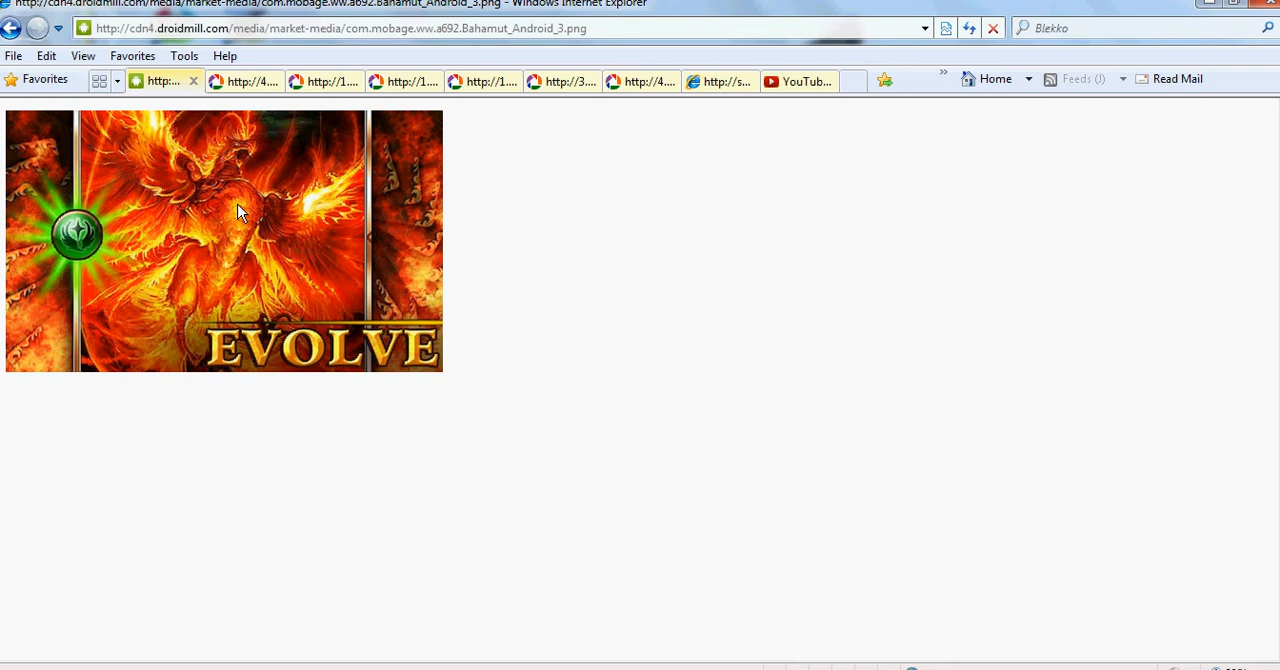 http://cdn4.droidmill.com/media/market-media/com.mobage.ww.a692.Bahamut_Android_3.png - Windows Internet Explorer
http://cdn4.droidmill.com/media/market-media/com.mobage.ww.a692.Bahamut_Android_3.png
Blekko
File Edit View Favorites Tools Help
Favorites http:... http://4.... http://1.... http://1.... http://1.... http://3.... http://4.... http://s... YouTub... » Home Feeds (J) Read Mail
EVOLVE